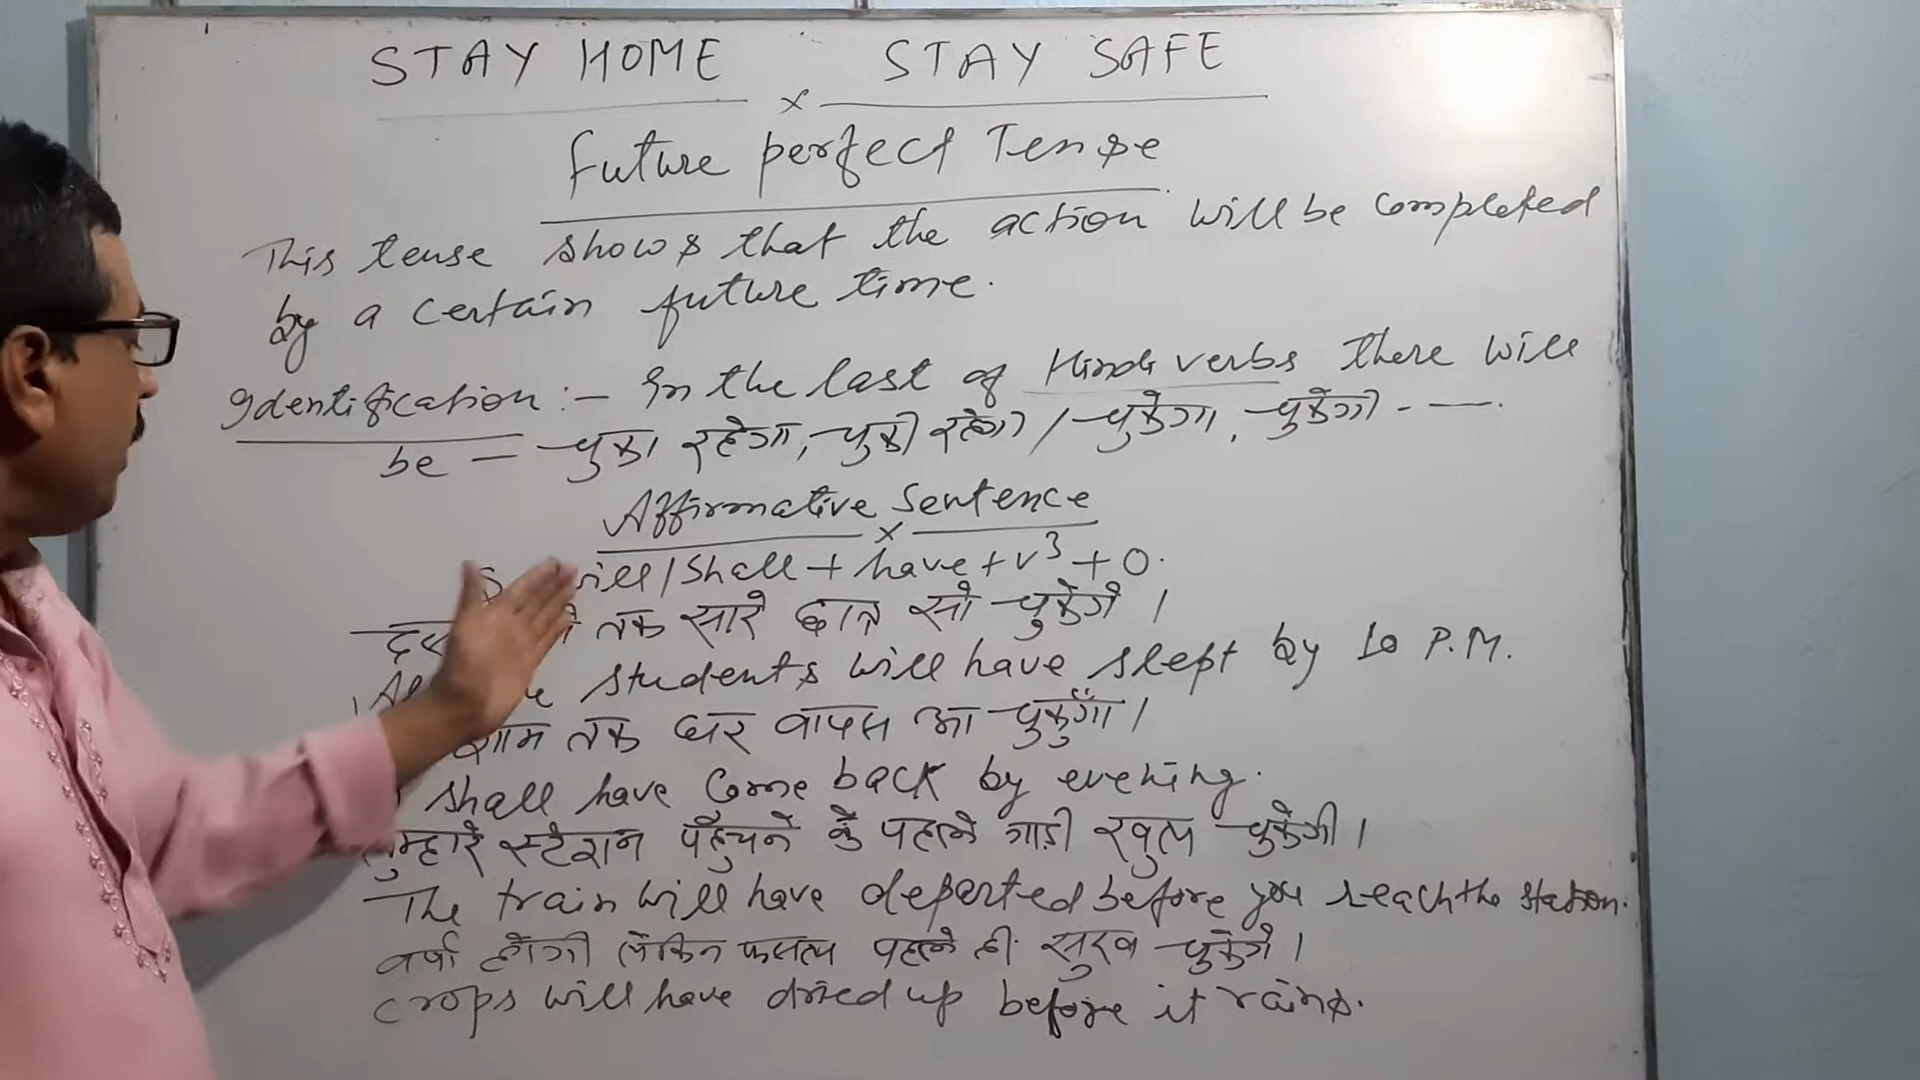 STAY HOME × STAY SAFE
Future perfect Tense
This tense shows that the action will be completed
by a certain future time.
Identification :- In the last of Hindi verbs there will
be - चुका रहेगा, चुकी रहेगी / चुकेगा, चुकेगी - —
Affirmative × Sentence
S will / Shall + have + v³ + O.
तक सारे छात्र सो चुकेगें ।
students will have slept by 10 P.M.
शाम तक घर वापस आ चुकुँगा ।
shall have come back by evening.
तुम्हारे स्टेशन पहुँचने के पहले गाड़ी खुल चुकेगी ।
The train will have departed before you reach the station.
वर्षा होगी लेकिन फसल पहले ही सुख चुकेगें ।
crops will have dried up before it rains.